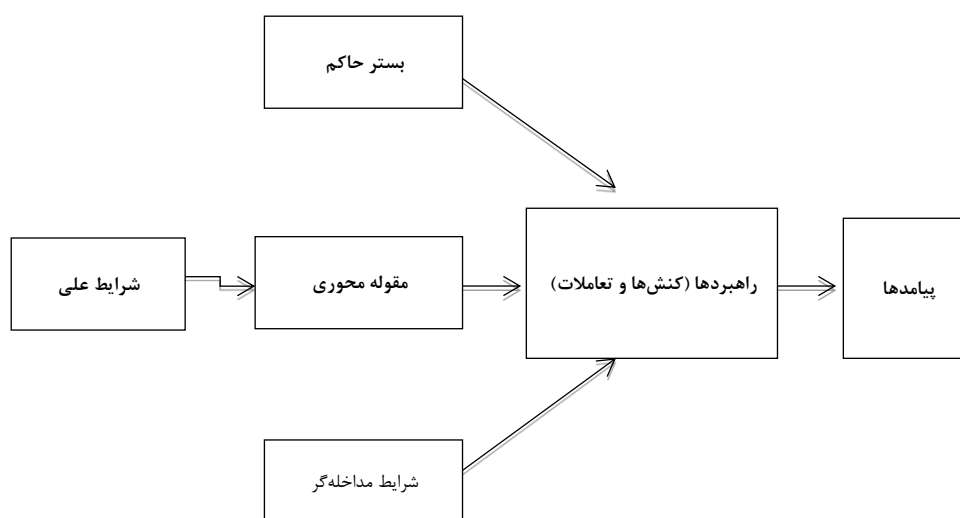 بستر حاکم
شرایط علی
مقوله محوری
راهبردها (کنش‌ها و تعاملات)
پیامدها
شرایط مداخله‌گر